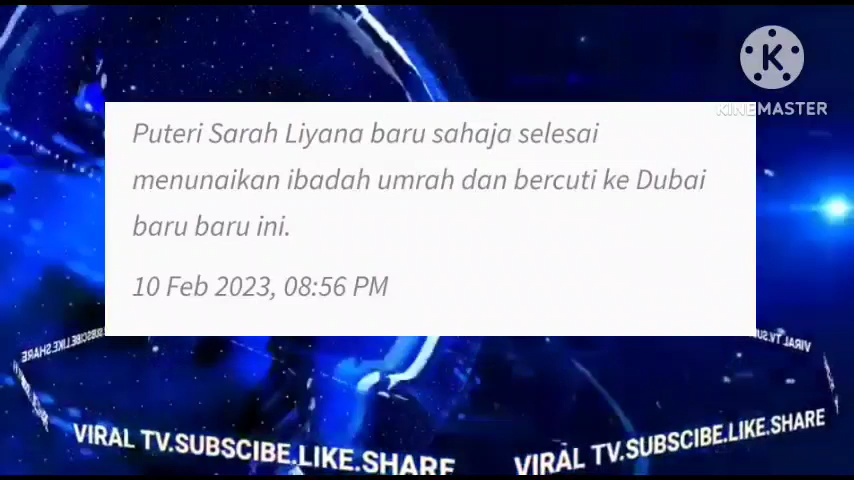 KINEMASTER
Puteri Sarah Liyana baru sahaja selesai
menunaikan ibadah umrah dan bercuti ke Dubai
baru baru ini.
10 Feb 2023, 08:56 PM
VIRAL TV.SUBSCIBE.LIKE.SHARE
VIRAL TV.SUBSCIBE.LIKE.SHARE